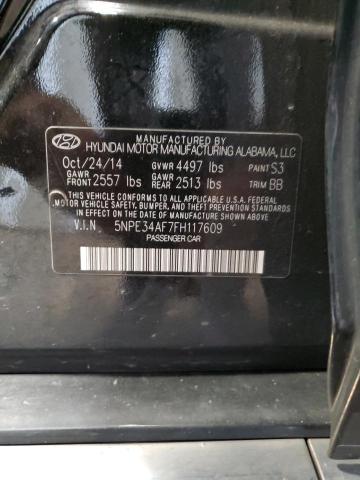 MANUFACTURED BY
HYUNDAI MOTOR MANUFACTURING ALABAMA, LLC
Oct/24/14 GVWR 4497 lbs PAINT S3
GAWR FRONT 2557 lbs GAWR REAR 2513 lbs TRIM BB
THIS VEHICLE CONFORMS TO ALL APPLICABLE U.S.A. FEDERAL
MOTOR VEHICLE SAFETY, BUMPER, AND THEFT PREVENTION
STANDARDS IN EFFECT ON THE DATE OF MANUFACTURE SHOWN ABOVE.
V.I.N 5NPE34AF7FH117609
PASSENGER CAR